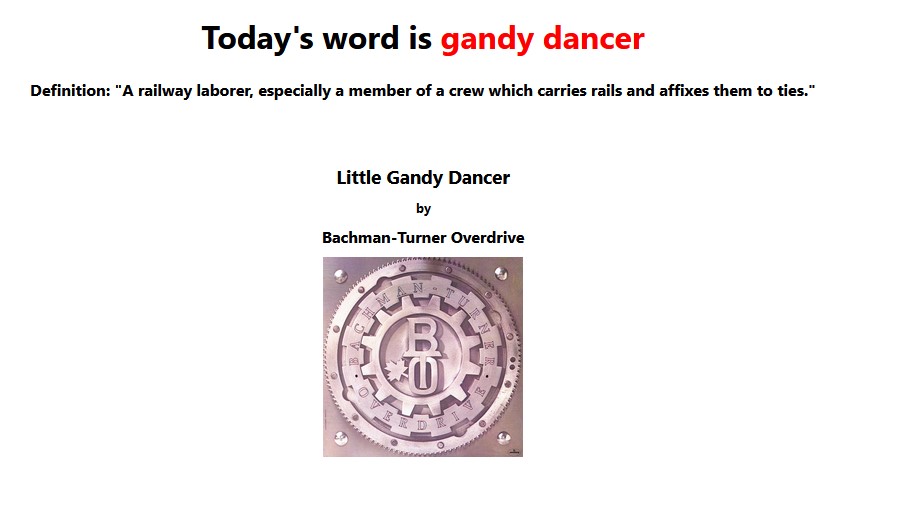 Today's word is gandy dancer
Definition: "A railway laborer, especially a member of a crew which carries rails and affixes them to ties."
Little Gandy Dancer
by
Bachman-Turner Overdrive
BACHMAN-TURNER
BTO
OVERDRIVE